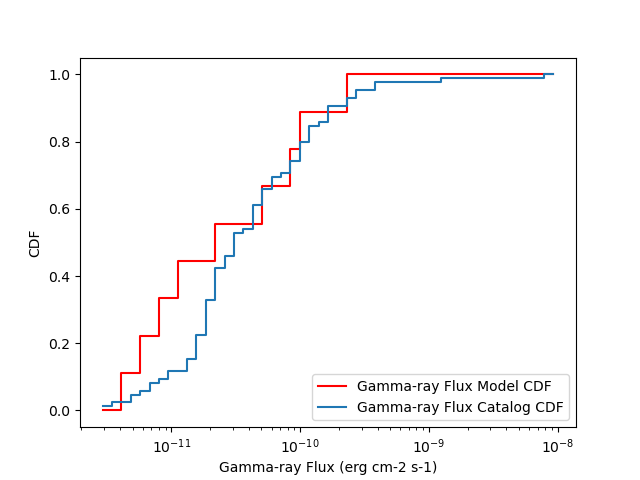 1.0
0.8
0.6
0.4
0.2
0.0
CDF
10^-11
10^-10
10^-9
10^-8
Gamma-ray Flux (erg cm-2 s-1)
Gamma-ray Flux Model CDF
Gamma-ray Flux Catalog CDF